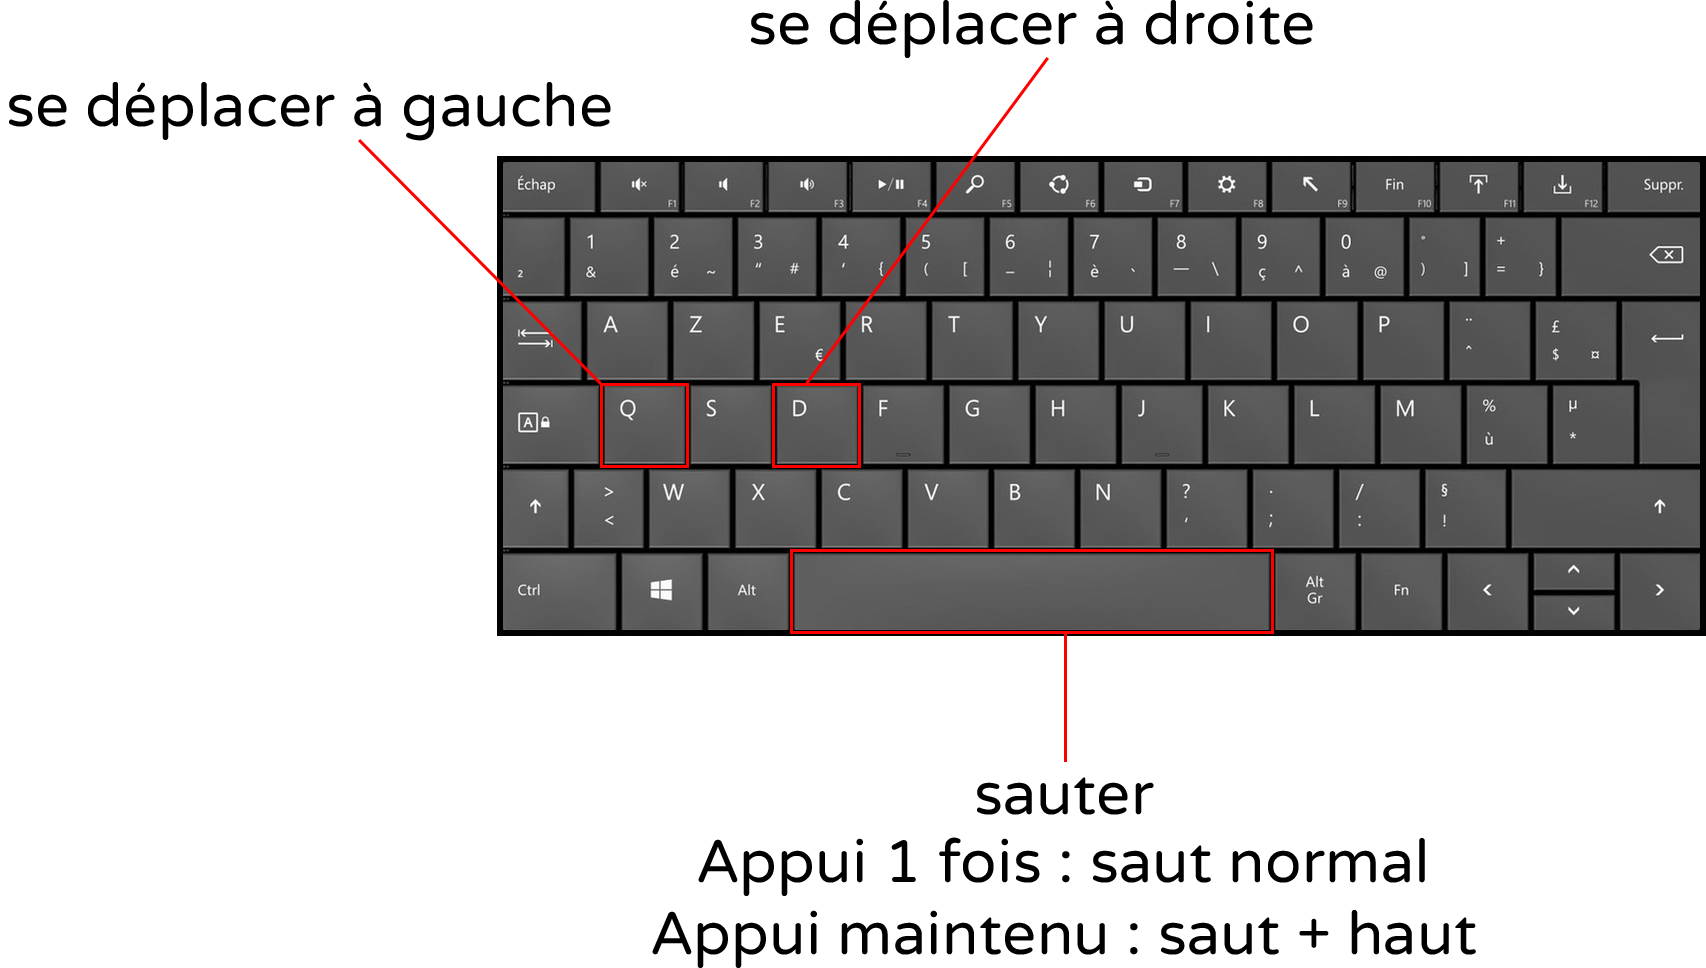 se déplacer à droite
se déplacer à gauche
Échap F1 F2 F3 F4 F5 F6 F7 F8 F9 Fin F10 F11 F12 Suppr.
1 2 3 4 5 6 7 8 9 0 ° +
² & é ~ " # ' { ( [ _ ¦ è ` — \ ç ^ à @ ) ] = }
A Z E R T Y U I O P ¨ £
€ ^ $ ¤
Q S D F G H J K L M % µ
ù *
> W X C V B N ? . / §
< , ; : !
Ctrl Alt Alt Gr Fn
sauter
Appui 1 fois : saut normal
Appui maintenu : saut + haut